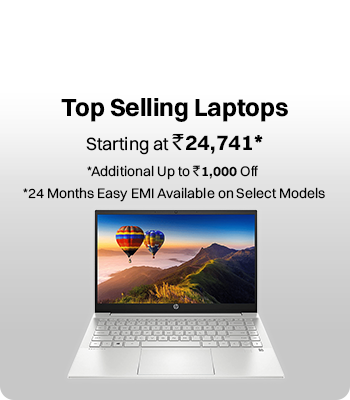 Top Selling Laptops
Starting at ₹24,741*
*Additional Up to ₹1,000 Off
*24 Months Easy EMI Available on Select Models
hp